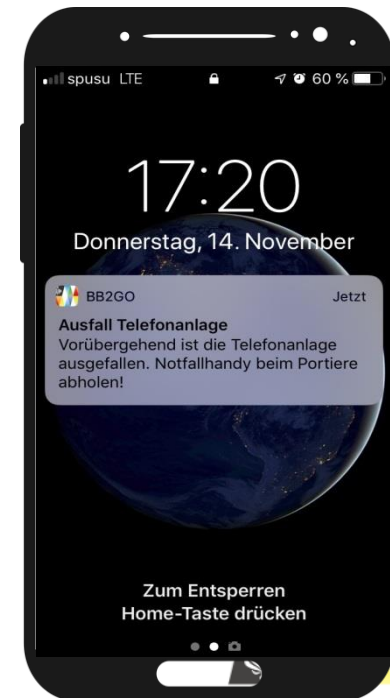 spusu LTE 60 %
17:20
Donnerstag, 14. November
BB2GO Jetzt
Ausfall Telefonanlage
Vorübergehend ist die Telefonanlage
ausgefallen. Notfallhandy beim Portiere
abholen!
Zum Entsperren
Home-Taste drücken